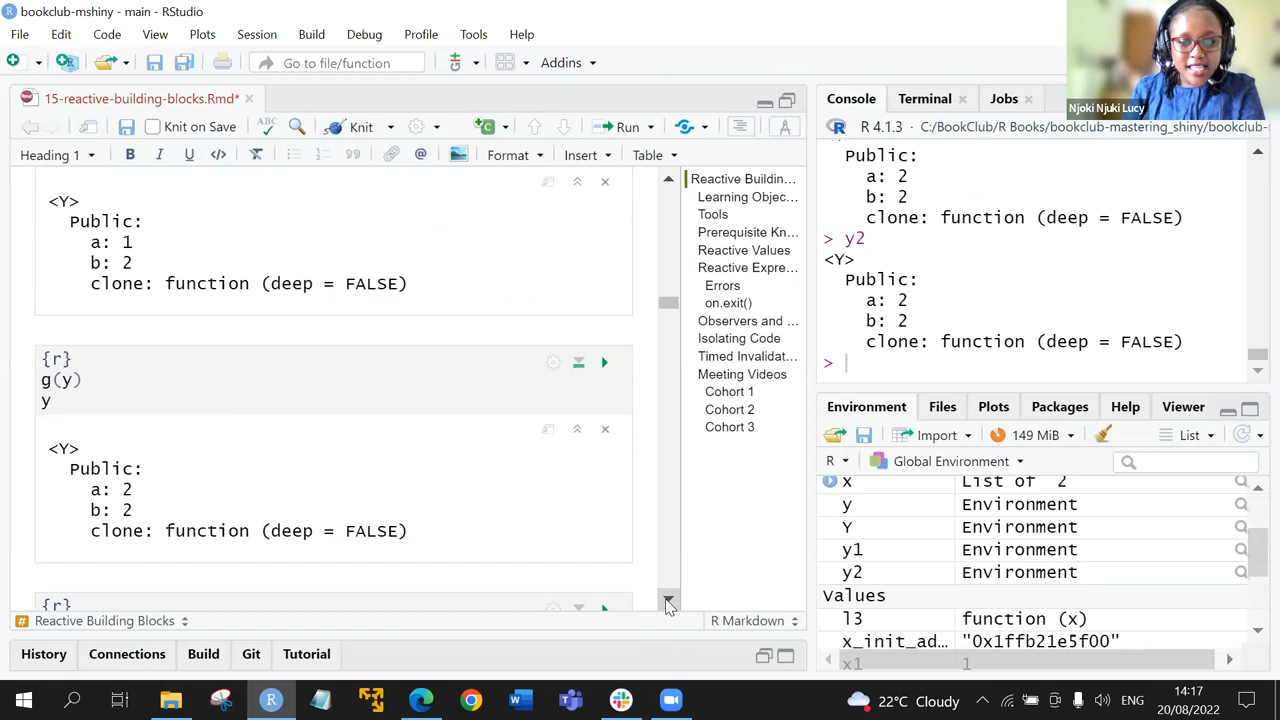 bookclub-mshiny - main - RStudio
File Edit Code View Plots Session Build Debug Profile Tools Help
Go to file/function Addins
15-reactive-building-blocks.Rmd*
Knit on Save ABC Knit Run
Heading 1 B I U </> Format Insert Table
<Y>
Public:
a: 1
b: 2
clone: function (deep = FALSE)
{r}
g(y)
y
<Y>
Public:
a: 2
b: 2
clone: function (deep = FALSE)
{r}
# Reactive Building Blocks R Markdown
Reactive Buildin...
Learning Objec...
Tools
Prerequisite Kn...
Reactive Values
Reactive Expre...
Errors
on.exit()
Observers and ...
Isolating Code
Timed Invalidat...
Meeting Videos
Cohort 1
Cohort 2
Cohort 3
History Connections Build Git Tutorial
Njoki Njuki Lucy
Console Terminal Jobs
R 4.1.3 · C:/BookClub/R Books/bookclub-mastering_shiny/bookclub-
Public:
a: 2
b: 2
clone: function (deep = FALSE)
> y2
<Y>
Public:
a: 2
b: 2
clone: function (deep = FALSE)
>
Environment Files Plots Packages Help Viewer
Import 149 MiB List
R Global Environment
x List of 2
y Environment
Y Environment
y1 Environment
y2 Environment
Values
l3 function (x)
x_init_ad... "0x1ffb21e5f00"
x1 1
22°C Cloudy ENG 14:17
20/08/2022